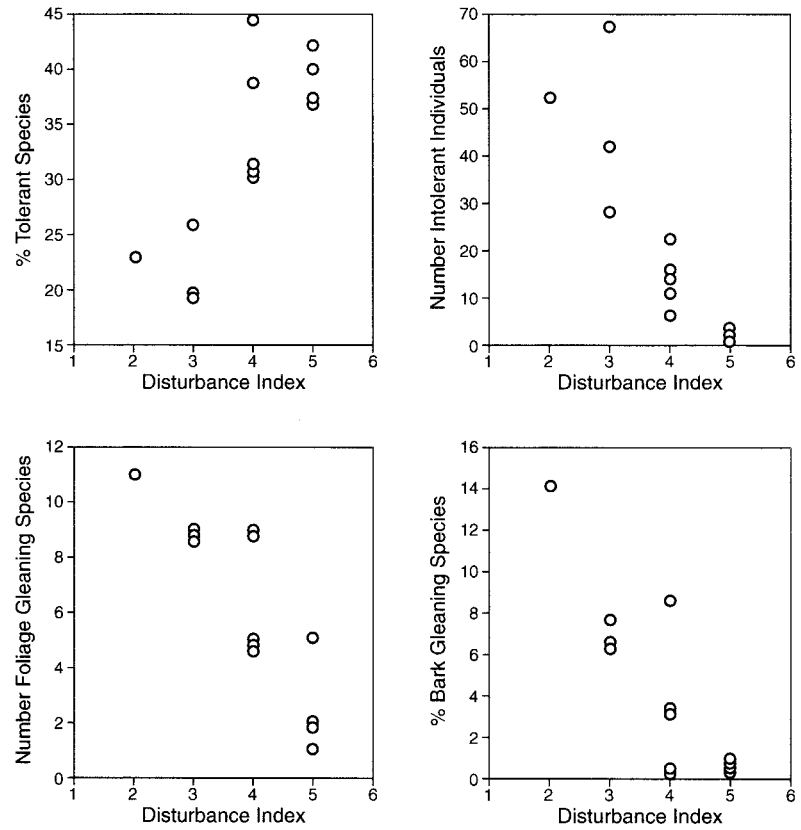 % Tolerant Species
45
40
35
30
25
20
15
1 2 3 4 5 6
Disturbance Index
Number Intolerant Individuals
70
60
50
40
30
20
10
0
1 2 3 4 5 6
Disturbance Index
Number Foliage Gleaning Species
12
10
8
6
4
2
0
1 2 3 4 5 6
Disturbance Index
% Bark Gleaning Species
16
14
12
10
8
6
4
2
0
1 2 3 4 5 6
Disturbance Index